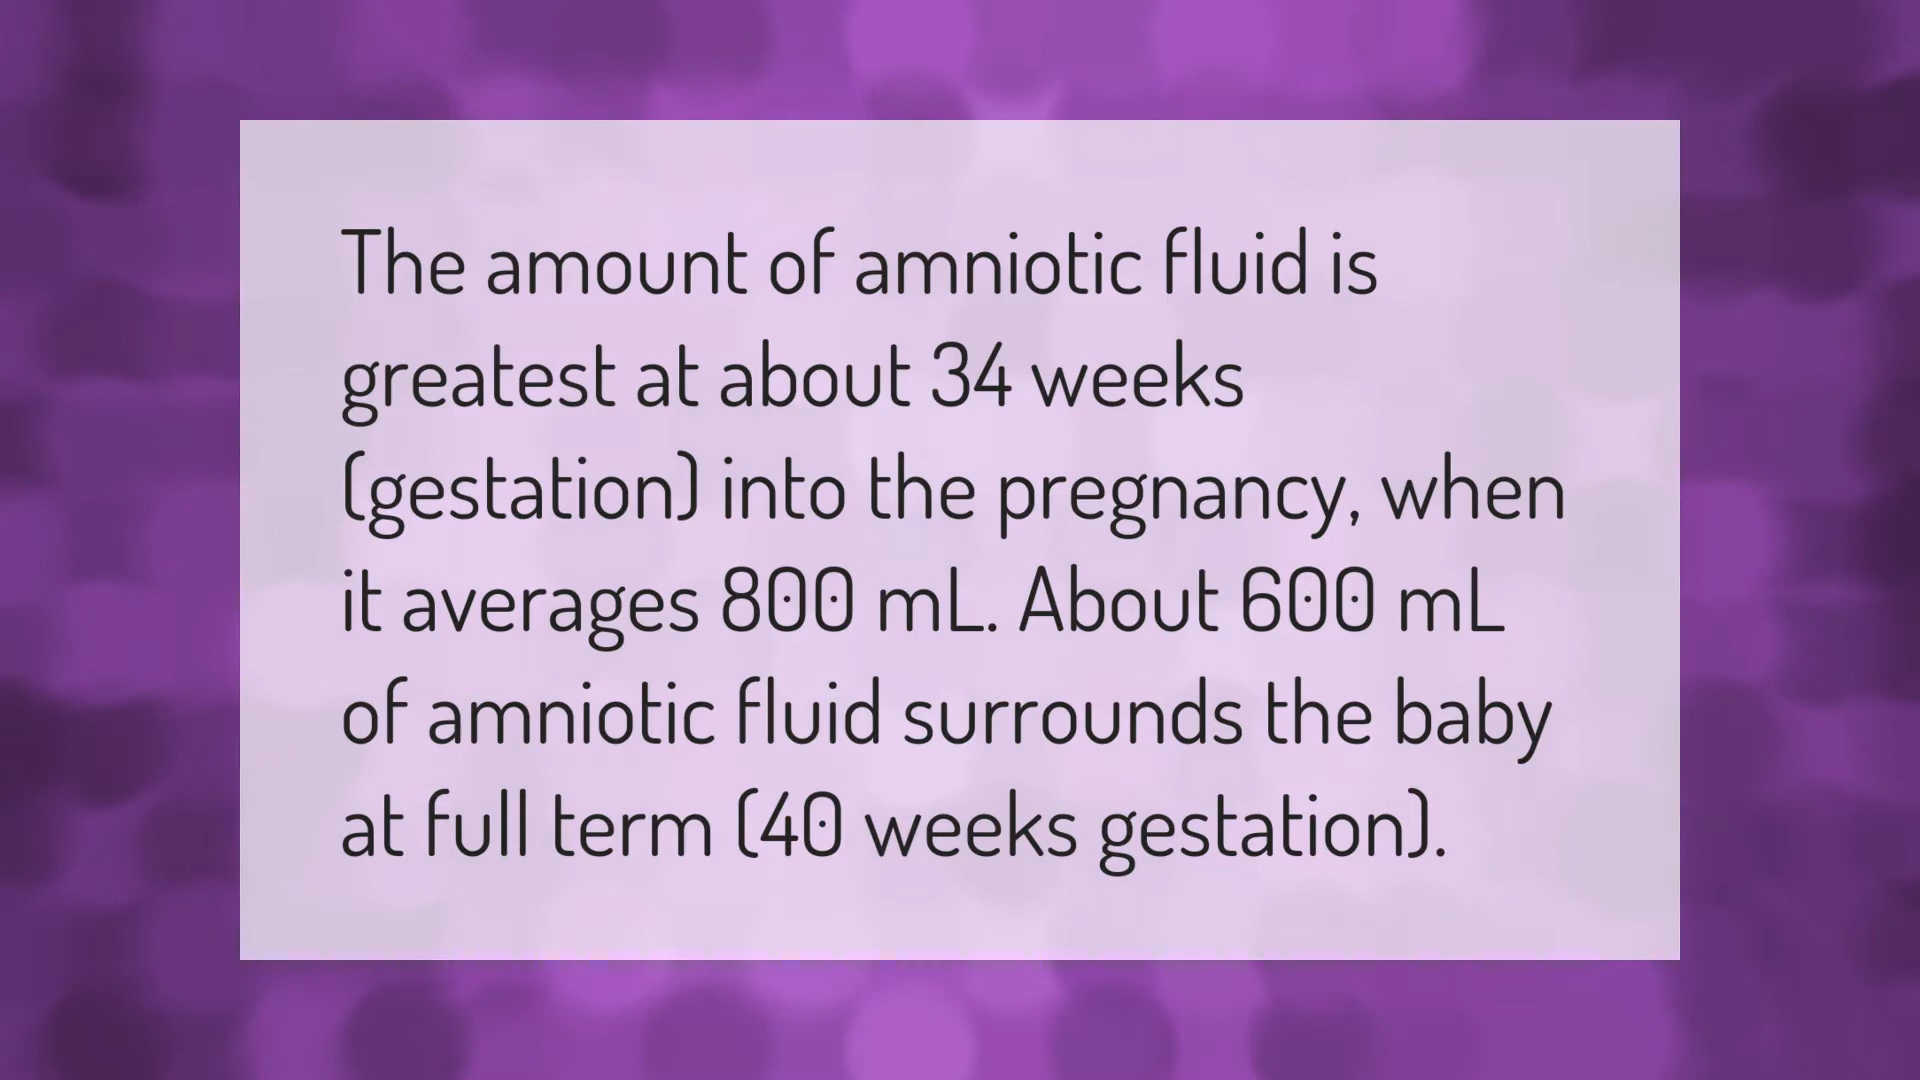 The amount of amniotic fluid is
greatest at about 34 weeks
(gestation) into the pregnancy, when
it averages 800 mL. About 600 mL
of amniotic fluid surrounds the baby
at full term (40 weeks gestation).